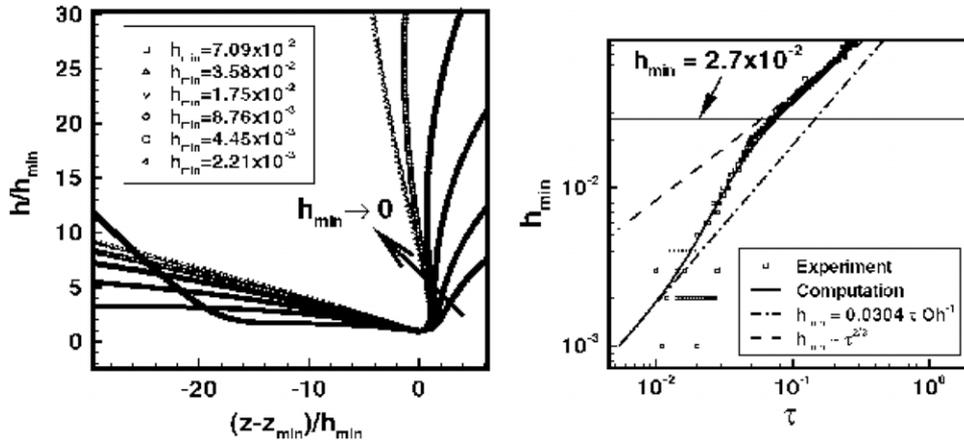 30
25
20
15
10
5
0
h/h_min
-20
-10
0
(z-z_min)/h_min
h_min=7.09x10^-2
h_min=3.58x10^-2
h_min=1.75x10^-2
h_min=8.76x10^-3
h_min=4.45x10^-3
h_min=2.21x10^-3
h_min→0
h_min = 2.7x10^-2
h_min
10^-2
10^-3
10^-2
10^-1
10^0
τ
Experiment
Computation
h_min = 0.0304 τ Oh^-1
h_min ~ τ^2/3